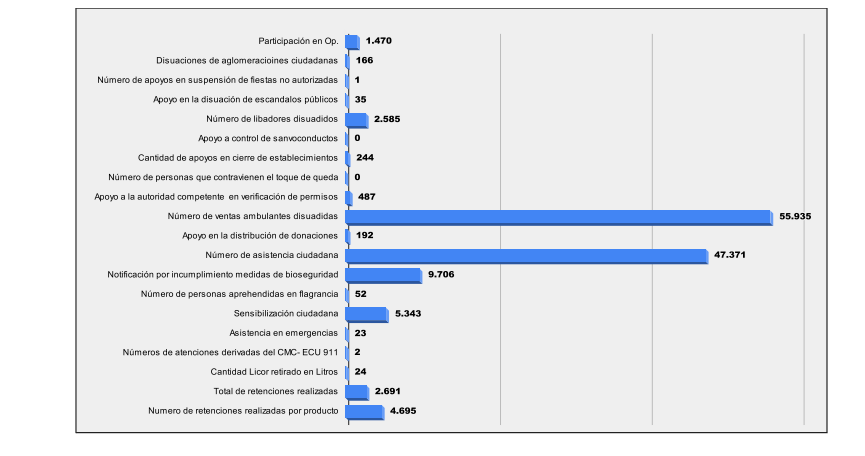 Participación en Op. 1.470
Disuaciones de aglomeracioines ciudadanas 166
Número de apoyos en suspensión de fiestas no autorizadas 1
Apoyo en la disuación de escandalos públicos 35
Número de libadores disuadidos 2.585
Apoyo a control de sanvoconductos 0
Cantidad de apoyos en cierre de establecimientos 244
Número de personas que contravienen el toque de queda 0
Apoyo a la autoridad competente en verificación de permisos 487
Número de ventas ambulantes disuadidas 55.935
Apoyo en la distribución de donaciones 192
Número de asistencia ciudadana 47.371
Notificación por incumplimiento medidas de bioseguridad 9.706
Número de personas aprehendidas en flagrancia 52
Sensibilización ciudadana 5.343
Asistencia en emergencias 23
Números de atenciones derivadas del CMC- ECU 911 2
Cantidad Licor retirado en Litros 24
Total de retenciones realizadas 2.691
Numero de retenciones realizadas por producto 4.695